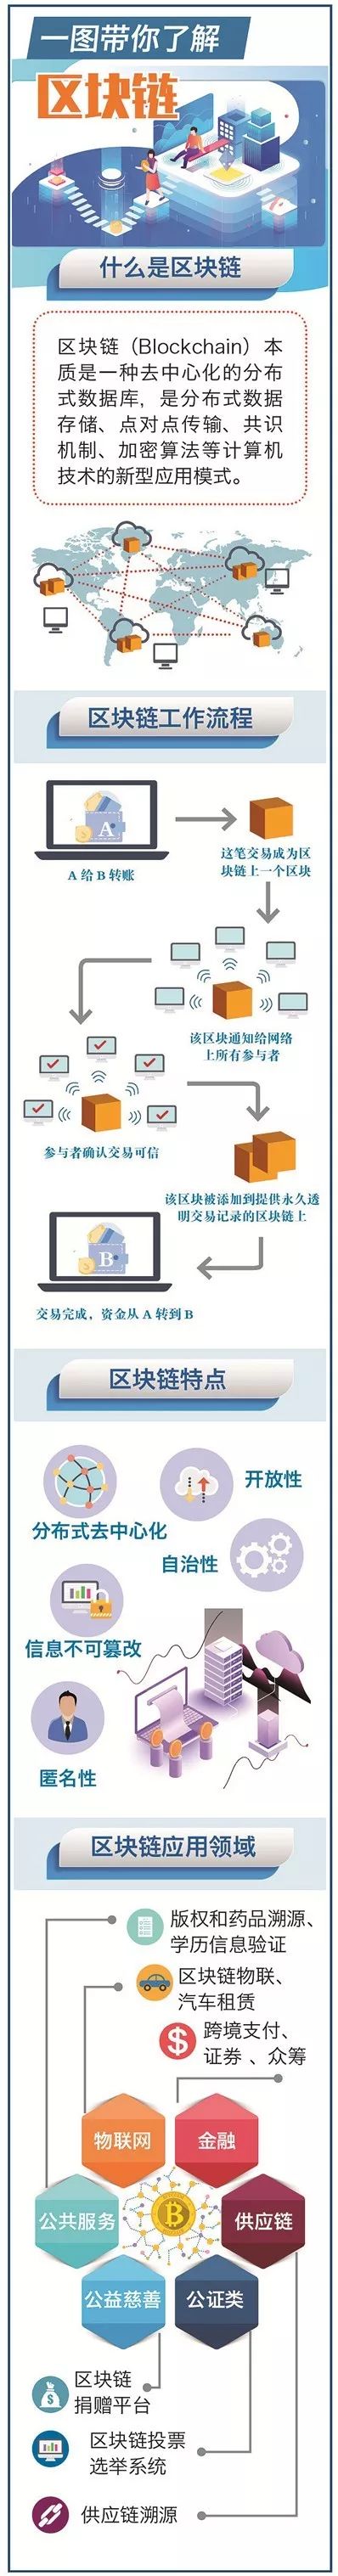 一图带你了解
区块链
什么是区块链
区块链（Blockchain）本
质是一种去中心化的分布
式数据库，是分布式数据
存储、点对点传输、共识
机制、加密算法等计算机
技术的新型应用模式。
区块链工作流程
A
A 给 B 转账
这笔交易成为区
块链上一个区块
该区块通知给网络
上所有参与者
参与者确认交易可信
该区块被添加到提供永久透
明交易记录的区块链上
B
交易完成，资金从 A 转到 B
区块链特点
开放性
分布式去中心化
自治性
信息不可篡改
匿名性
区块链应用领域
版权和药品溯源、
学历信息验证
区块链物联、
汽车租赁
跨境支付、
证券、众筹
物联网
金融
公共服务
供应链
公益慈善
公证类
区块链
捐赠平台
区块链投票
选举系统
供应链溯源